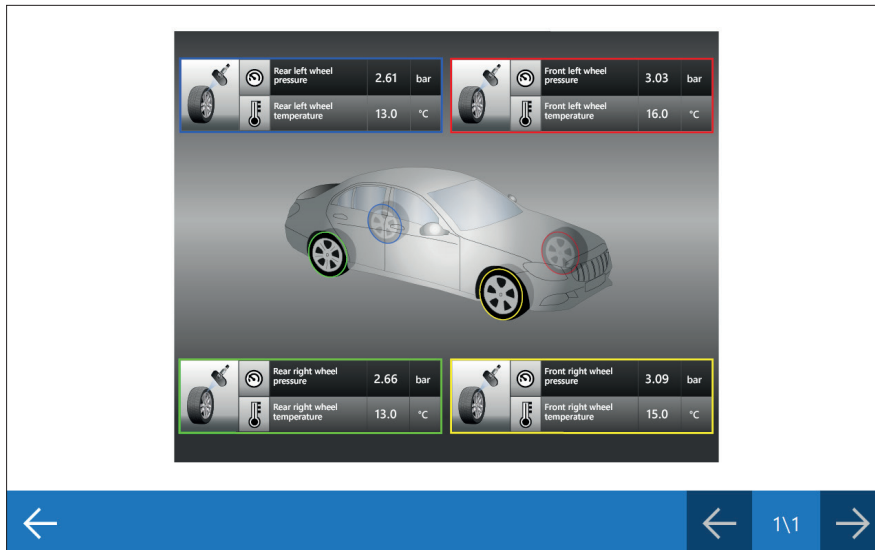 Rear left wheel
pressure
2.61 bar
Rear left wheel
temperature
13.0 °C
Front left wheel
pressure
3.03 bar
Front left wheel
temperature
16.0 °C
Rear right wheel
pressure
2.66 bar
Rear right wheel
temperature
13.0 °C
Front right wheel
pressure
3.09 bar
Front right wheel
temperature
15.0 °C
1\1